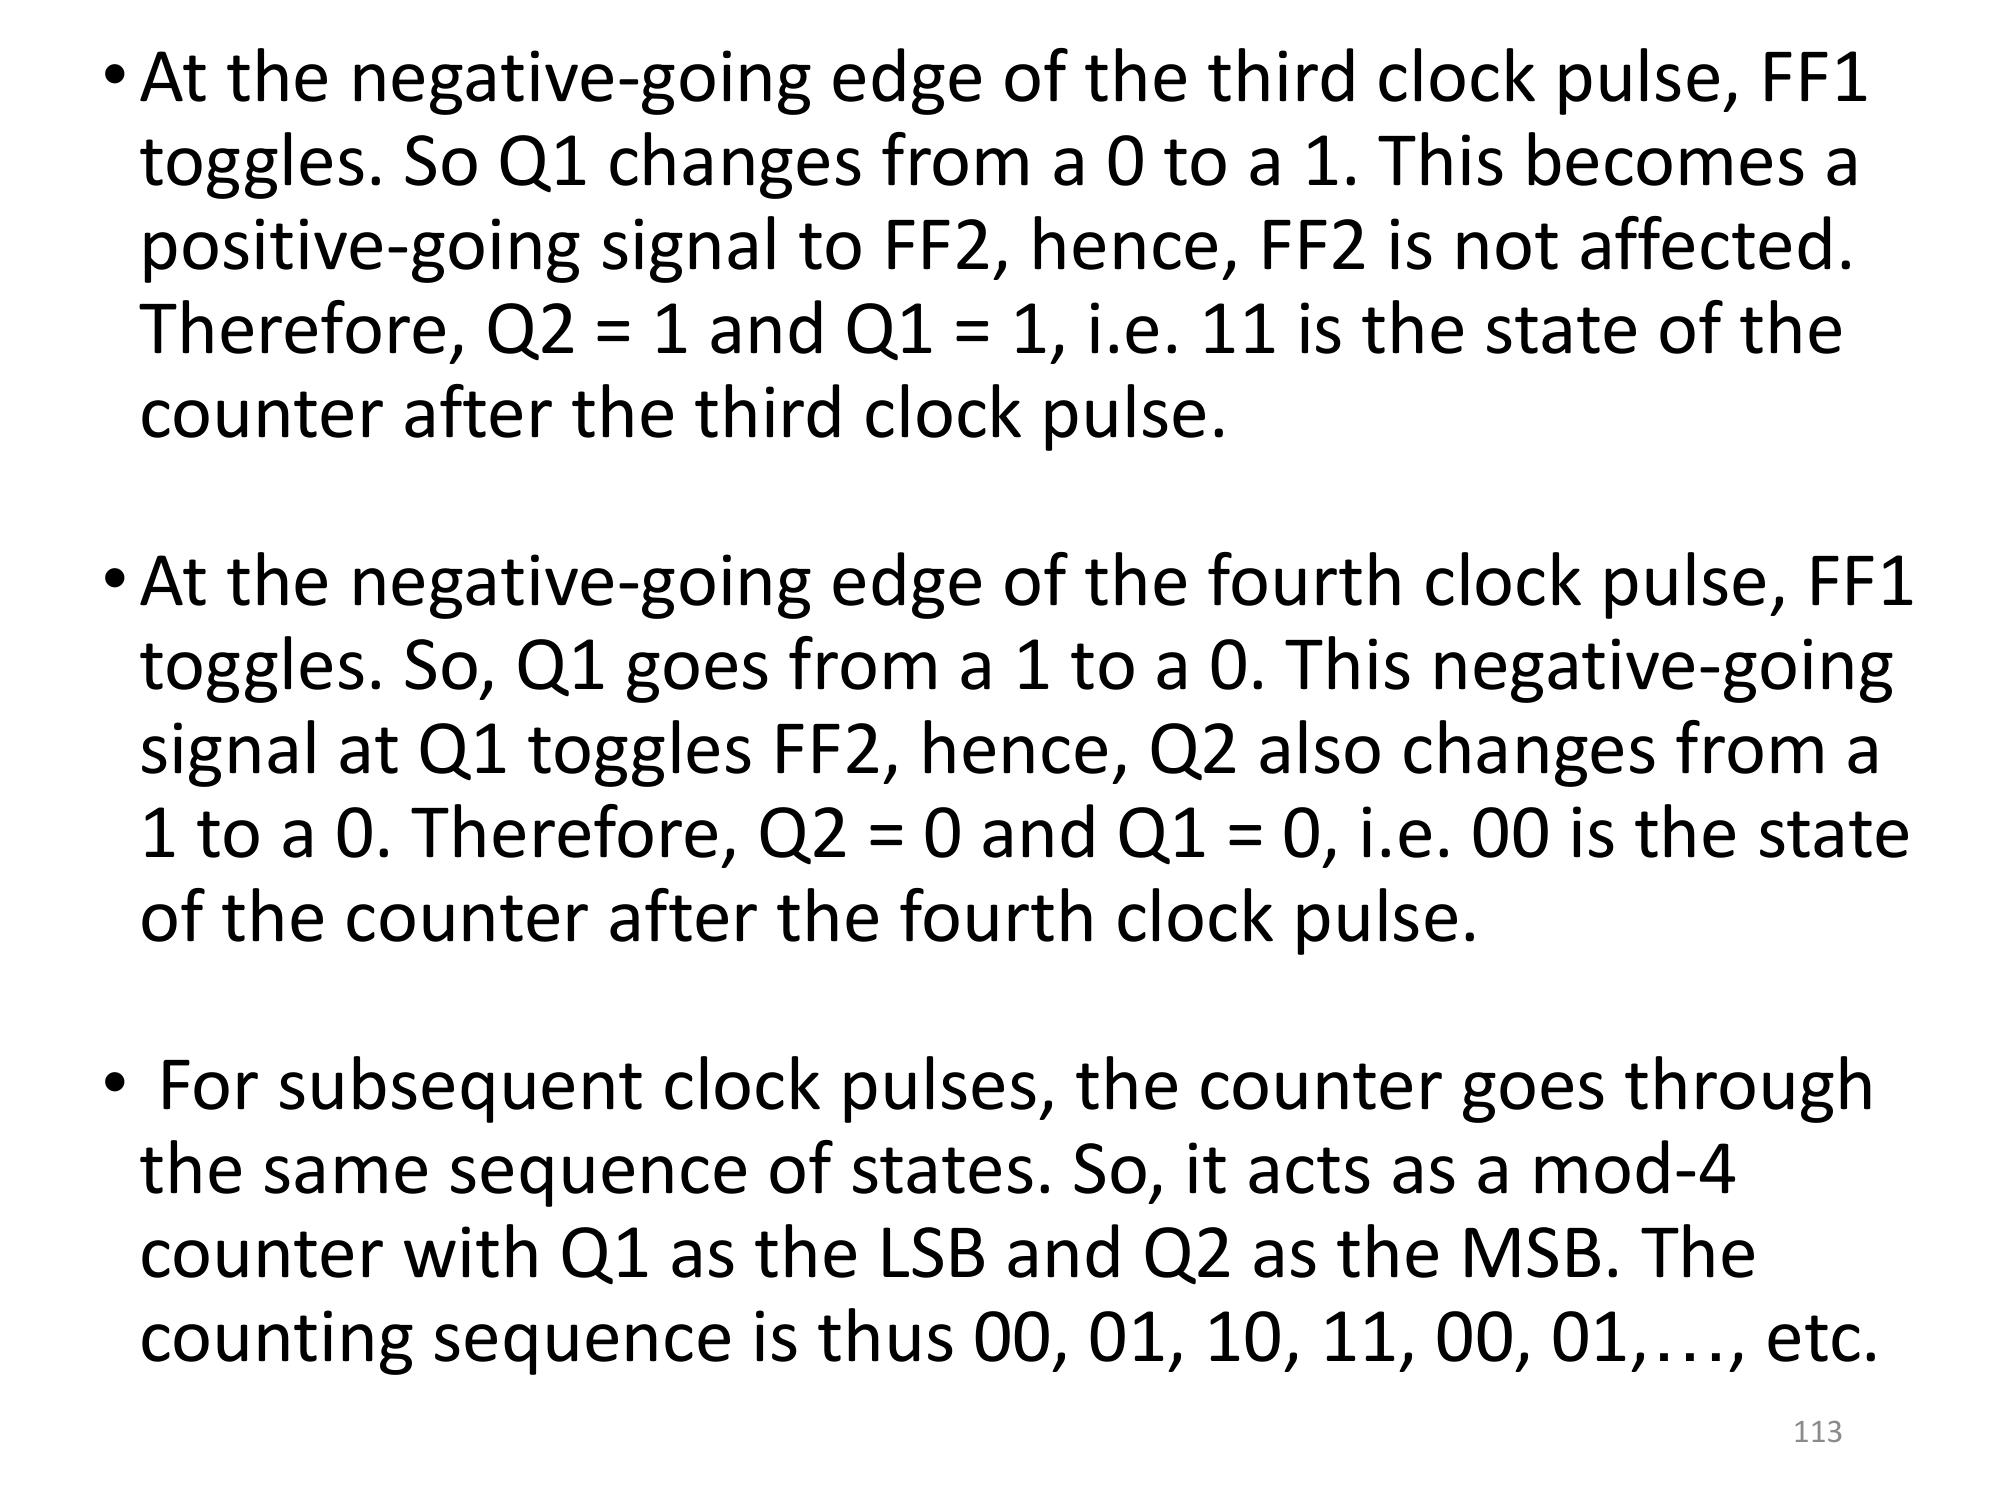 • At the negative-going edge of the third clock pulse, FF1
toggles. So Q1 changes from a 0 to a 1. This becomes a
positive-going signal to FF2, hence, FF2 is not affected.
Therefore, Q2 = 1 and Q1 = 1, i.e. 11 is the state of the
counter after the third clock pulse.
• At the negative-going edge of the fourth clock pulse, FF1
toggles. So, Q1 goes from a 1 to a 0. This negative-going
signal at Q1 toggles FF2, hence, Q2 also changes from a
1 to a 0. Therefore, Q2 = 0 and Q1 = 0, i.e. 00 is the state
of the counter after the fourth clock pulse.
• For subsequent clock pulses, the counter goes through
the same sequence of states. So, it acts as a mod-4
counter with Q1 as the LSB and Q2 as the MSB. The
counting sequence is thus 00, 01, 10, 11, 00, 01,…, etc.
113